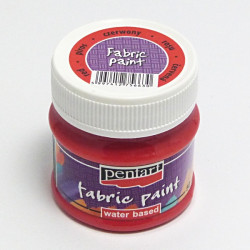 czerwony
Fabric
paint
pentart
fabric paint
water based